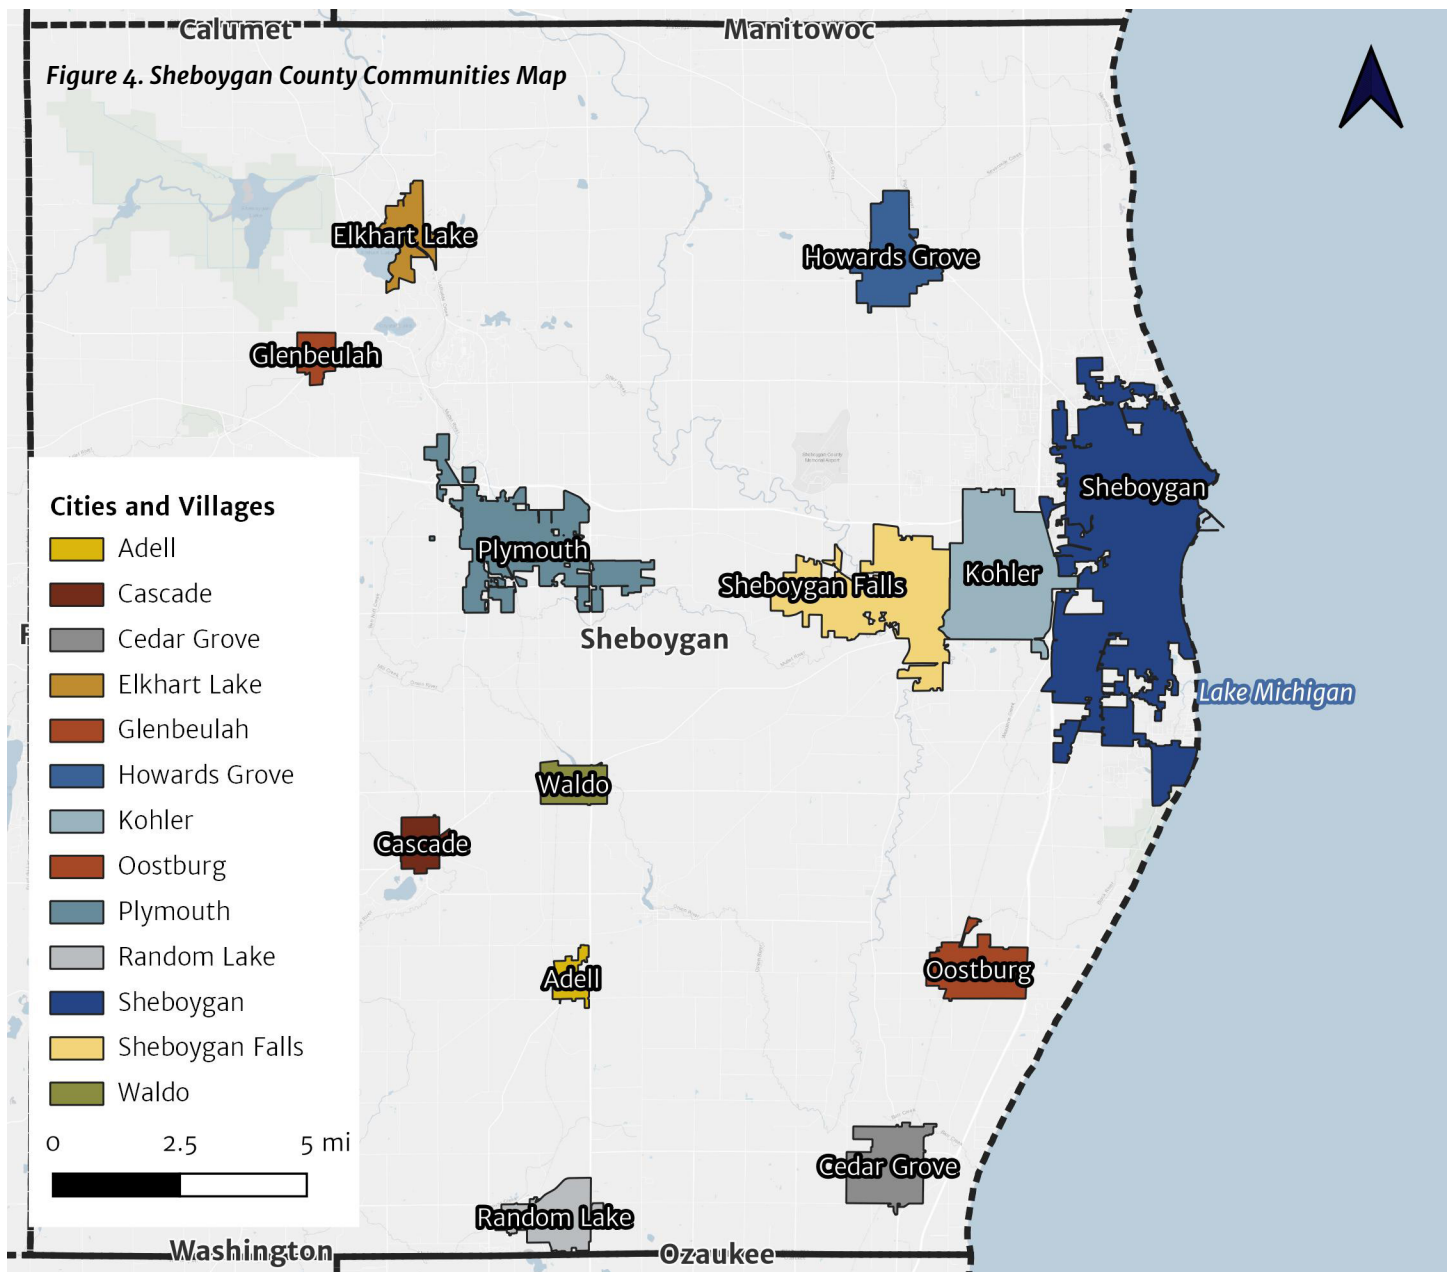 Calumet
Manitowoc
Figure 4. Sheboygan County Communities Map
Elkhart Lake
Howards Grove
Glenbeulah
Sheboygan
Plymouth
Kohler
Sheboygan Falls
Sheboygan
Lake Michigan
Waldo
Cascade
Adell
Oostburg
Cedar Grove
Random Lake
Washington
Ozaukee
Cities and Villages
Adell
Cascade
Cedar Grove
Elkhart Lake
Glenbeulah
Howards Grove
Kohler
Oostburg
Plymouth
Random Lake
Sheboygan
Sheboygan Falls
Waldo
0 2.5 5 mi